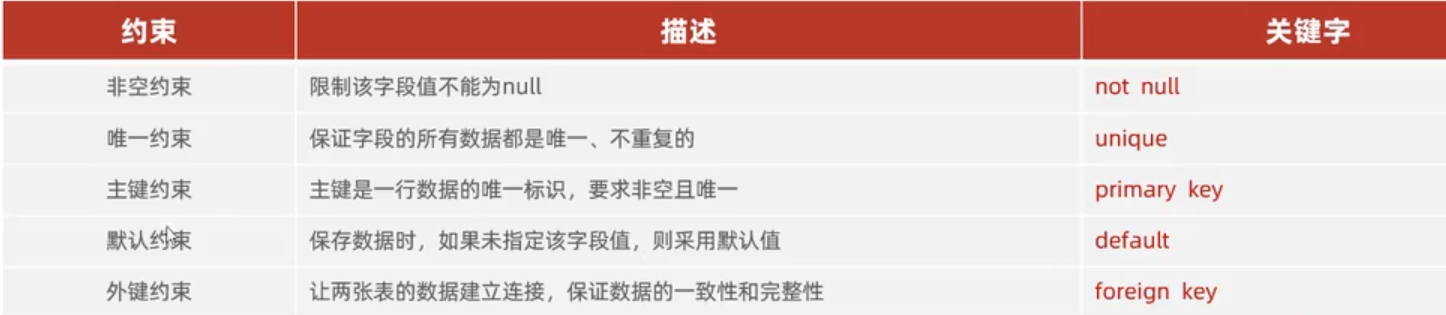 约束 描述 关键字
非空约束 限制该字段值不能为null not null
唯一约束 保证字段的所有数据都是唯一、不重复的 unique
主键约束 主键是一行数据的唯一标识，要求非空且唯一 primary key
默认约束 保存数据时，如果未指定该字段值，则采用默认值 default
外键约束 让两张表的数据建立连接，保证数据的一致性和完整性 foreign key